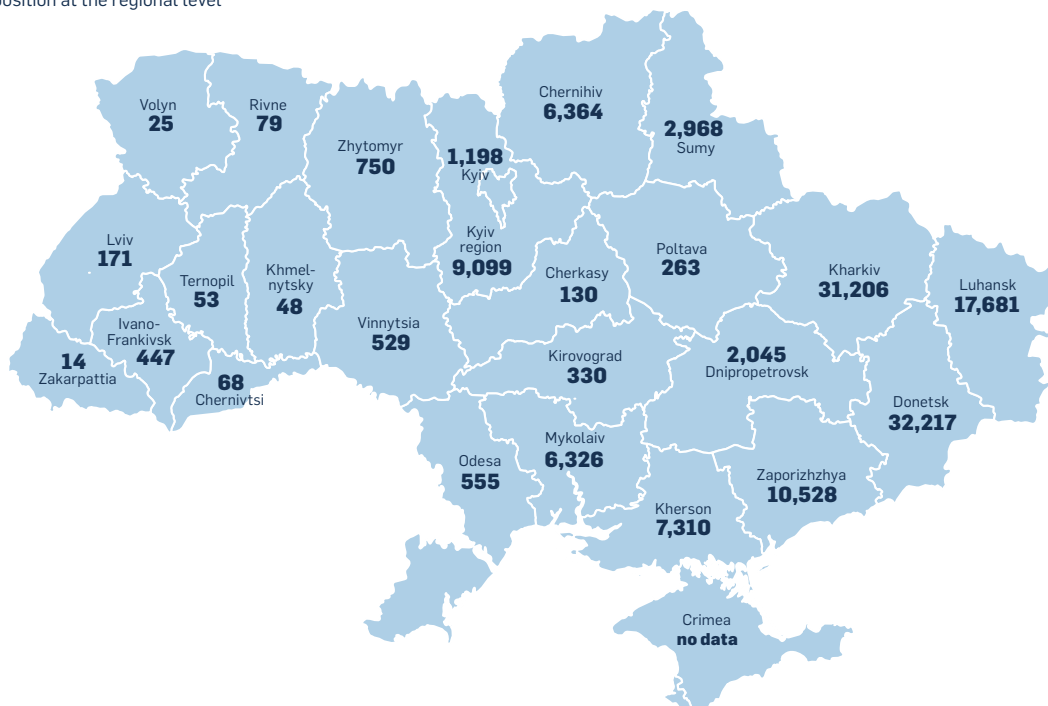 position at the regional level
Volyn
25
Rivne
79
Zhytomyr
750
1,198
Kyiv
Chernihiv
6,364
2,968
Sumy
Lviv
171
Ternopil
53
Khmel-
nytsky
48
Kyiv
region
9,099
Cherkasy
130
Poltava
263
Kharkiv
31,206
Luhansk
17,681
Ivano-
Frankivsk
447
14
Zakarpattia
68
Chernivtsi
Vinnytsia
529
Kirovograd
330
2,045
Dnipropetrovsk
Donetsk
32,217
Odesa
555
Mykolaiv
6,326
Zaporizhzhya
10,528
Kherson
7,310
Crimea
no data